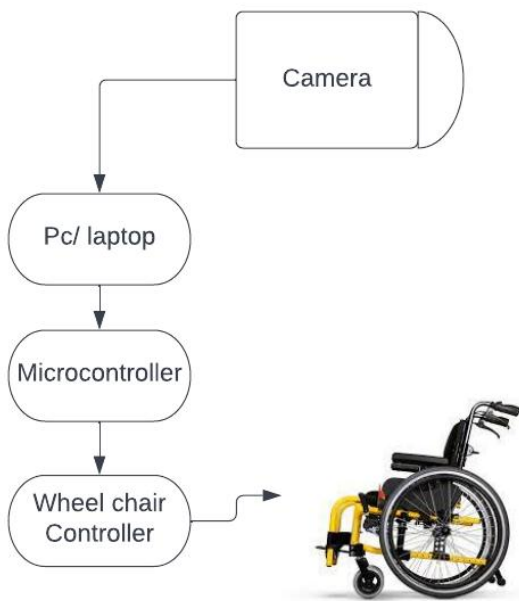 Camera
Pc/ laptop
Microcontroller
Wheel chair
Controller